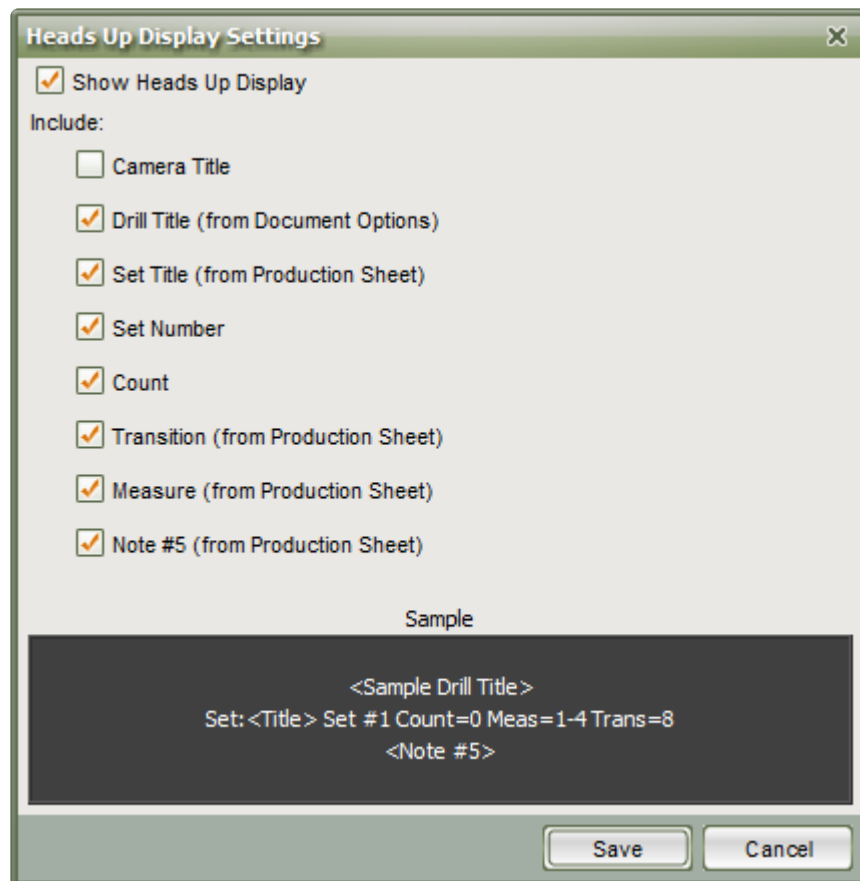 Heads Up Display Settings
Show Heads Up Display
Include:
Camera Title
Drill Title (from Document Options)
Set Title (from Production Sheet)
Set Number
Count
Transition (from Production Sheet)
Measure (from Production Sheet)
Note #5 (from Production Sheet)
Sample
<Sample Drill Title>
Set:<Title> Set #1 Count=0 Meas=1-4 Trans=8
<Note #5>
Save Cancel